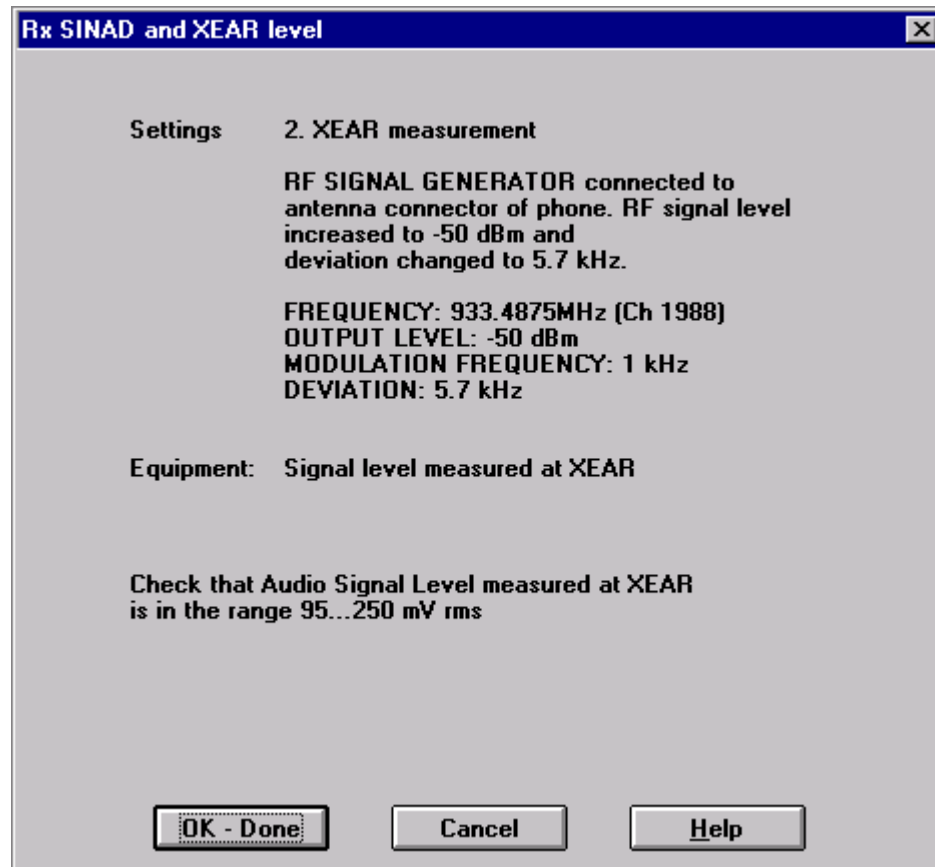 Rx SINAD and XEAR level
Settings 2. XEAR measurement
RF SIGNAL GENERATOR connected to
antenna connector of phone. RF signal level
increased to -50 dBm and
deviation changed to 5.7 kHz.
FREQUENCY: 933.4875MHz (Ch 1988)
OUTPUT LEVEL: -50 dBm
MODULATION FREQUENCY: 1 kHz
DEVIATION: 5.7 kHz
Equipment: Signal level measured at XEAR
Check that Audio Signal Level measured at XEAR
is in the range 95...250 mV rms
OK - Done Cancel Help